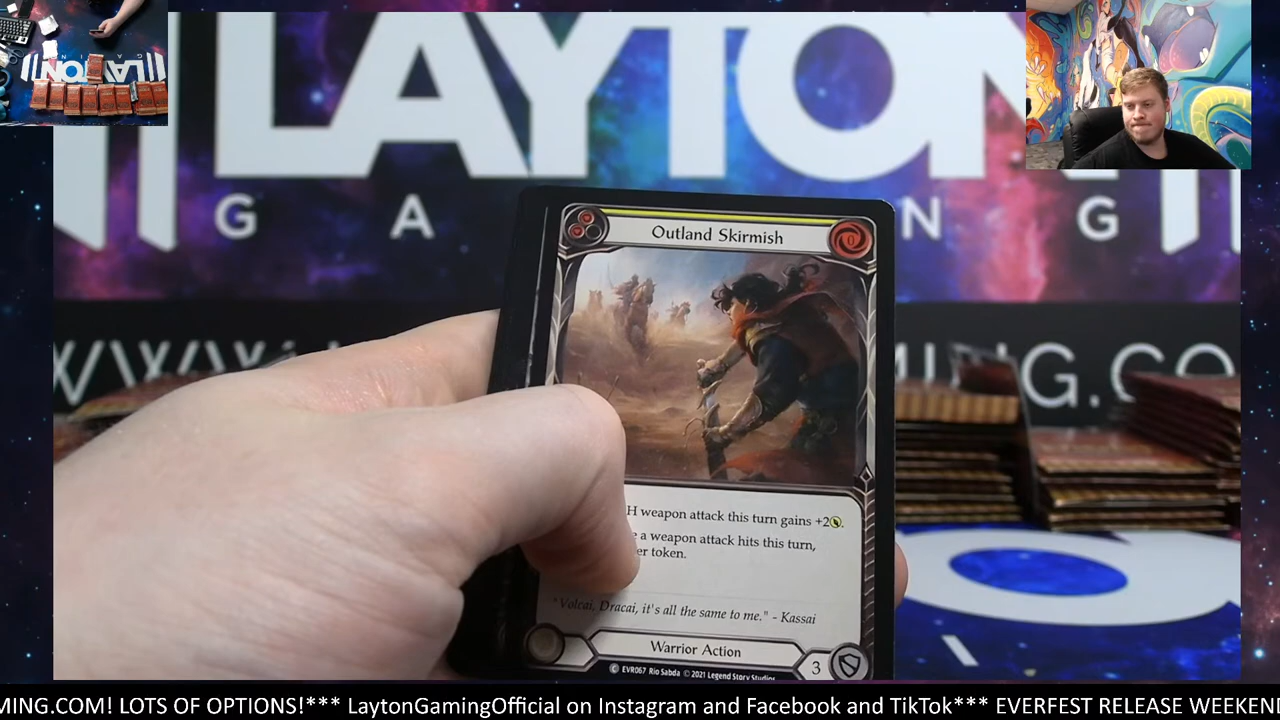 LAYTON
G A N G
Outland Skirmish
0
H weapon attack this turn gains +2
a weapon attack hits this turn,
er token.
"Volcai, Dracai, it's all the same to me." - Kassai
Warrior Action
3
C EVR067 Rio Sabda © 2021 Legend Story Studios
MING.COM! LOTS OF OPTIONS!*** LaytonGamingOfficial on Instagram and Facebook and TikTok*** EVERFEST RELEASE WEEKEND